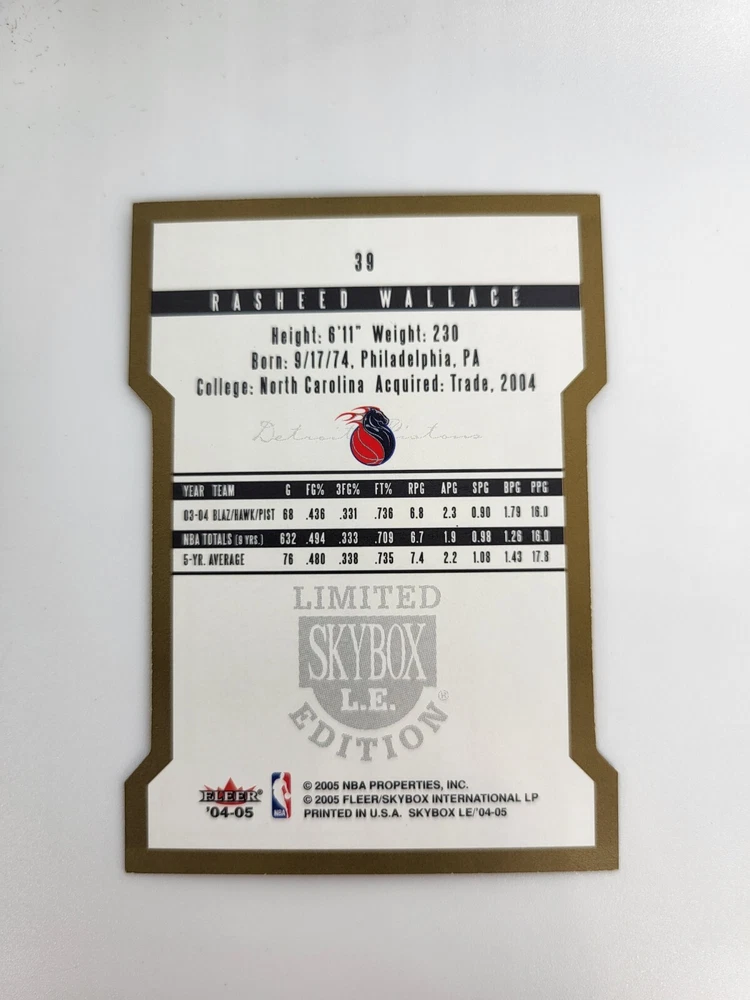 39
RASHEED WALLACE
Height: 6'11" Weight: 230
Born: 9/17/74, Philadelphia, PA
College: North Carolina Acquired: Trade, 2004
Detroit Pistons
YEAR TEAM G FG% 3FG% FT% RPG APG SPG BPG PPG
03-04 BLAZ/HAWK/PIST 68 .436 .331 .736 6.8 2.3 0.90 1.79 16.0
NBA TOTALS (9 YRS.) 632 .494 .333 .709 6.7 1.9 0.98 1.26 16.0
5-YR. AVERAGE 76 .480 .338 .735 7.4 2.2 1.08 1.43 17.8
LIMITED
SKYBOX
L.E.
EDITION®
FLEER
'04-05
NBA
© 2005 NBA PROPERTIES, INC.
© 2005 FLEER/SKYBOX INTERNATIONAL LP
PRINTED IN U.S.A. SKYBOX LE/'04-05